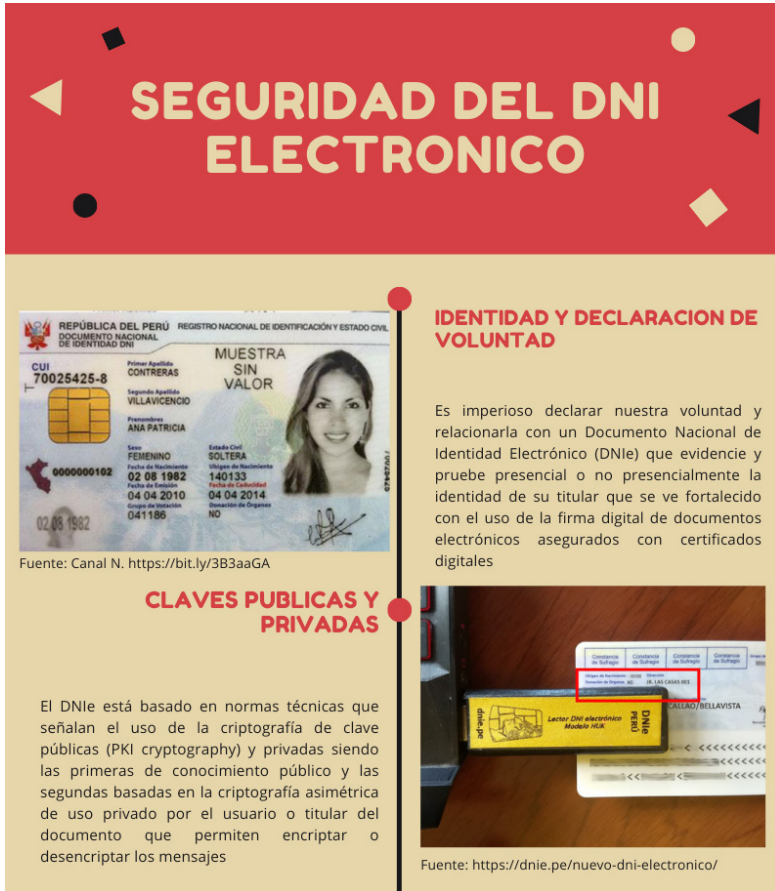 SEGURIDAD DEL DNI
ELECTRONICO
REPÚBLICA DEL PERÚ REGISTRO NACIONAL DE IDENTIFICACIÓN Y ESTADO CIVIL
DOCUMENTO NACIONAL
DE IDENTIDAD DNI
CUI
70025425-8
Primer Apellido
CONTRERAS
Segundo Apellido
VILLAVICENCIO
Prenombres
ANA PATRICIA
MUESTRA
SIN
VALOR
Sexo Estado Civil
FEMENINO SOLTERA
Fecha de Nacimiento Ubigeo de Nacimiento
02 08 1982 140133
Fecha de Emisión Fecha de Caducidad
04 04 2010 04 04 2014
Grupo de Votación Donación de Órganos
041186 NO
0000000102
02 08 1982
Fuente: Canal N. https://bit.ly/3B3aaGA
IDENTIDAD Y DECLARACION DE
VOLUNTAD
Es imperioso declarar nuestra voluntad y
relacionarla con un Documento Nacional de
Identidad Electrónico (DNIe) que evidencie y
pruebe presencial o no presencialmente la
identidad de su titular que se ve fortalecido
con el uso de la firma digital de documentos
electrónicos asegurados con certificados
digitales
CLAVES PUBLICAS Y
PRIVADAS
El DNIe está basado en normas técnicas que
señalan el uso de la criptografía de clave
públicas (PKI cryptography) y privadas siendo
las primeras de conocimiento público y las
segundas basadas en la criptografía asimétrica
de uso privado por el usuario o titular del
documento que permiten encriptar o
desencriptar los mensajes
Constancia de Sufragio Constancia de Sufragio Constancia de Sufragio Constancia de Sufragio
Ubigeo de Nacimiento Dirección
Donación de Órganos NO JR. LAS CASAS 001
CALLAO/BELLAVISTA
dnie.pe
Lector DNI electrónico
Modelo HUK
DNIe
PERÚ
Fuente: https://dnie.pe/nuevo-dni-electronico/